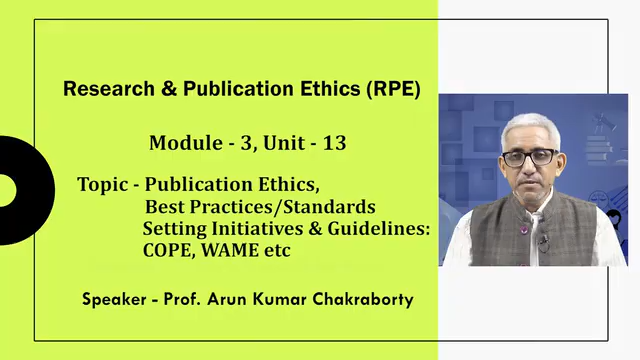 Research & Publication Ethics (RPE)
Module - 3, Unit - 13
Topic - Publication Ethics,
Best Practices/Standards
Setting Initiatives & Guidelines:
COPE, WAME etc
Speaker - Prof. Arun Kumar Chakraborty